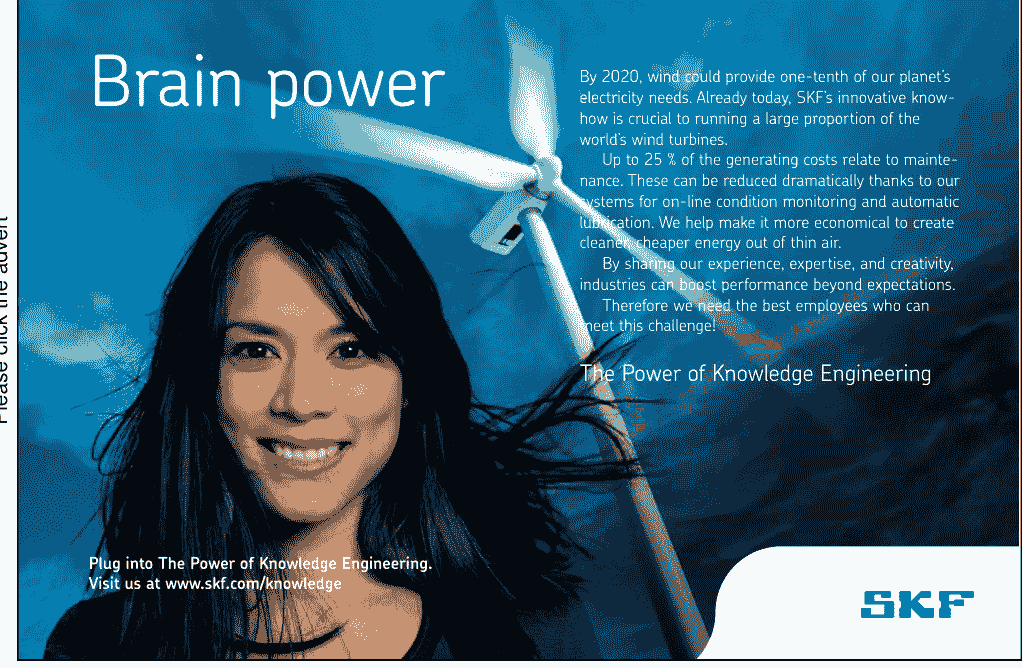 Brain power
By 2020, wind could provide one-tenth of our planet's
electricity needs. Already today, SKF's innovative know-
how is crucial to running a large proportion of the
world's wind turbines.
Up to 25 % of the generating costs relate to mainte-
nance. These can be reduced dramatically thanks to our
systems for on-line condition monitoring and automatic
lubrication. We help make it more economical to create
cleaner, cheaper energy out of thin air.
By sharing our experience, expertise, and creativity,
industries can boost performance beyond expectations.
Therefore we need the best employees who can
meet this challenge!
The Power of Knowledge Engineering
Plug into The Power of Knowledge Engineering.
Visit us at www.skf.com/knowledge
SKF
Please click the advert